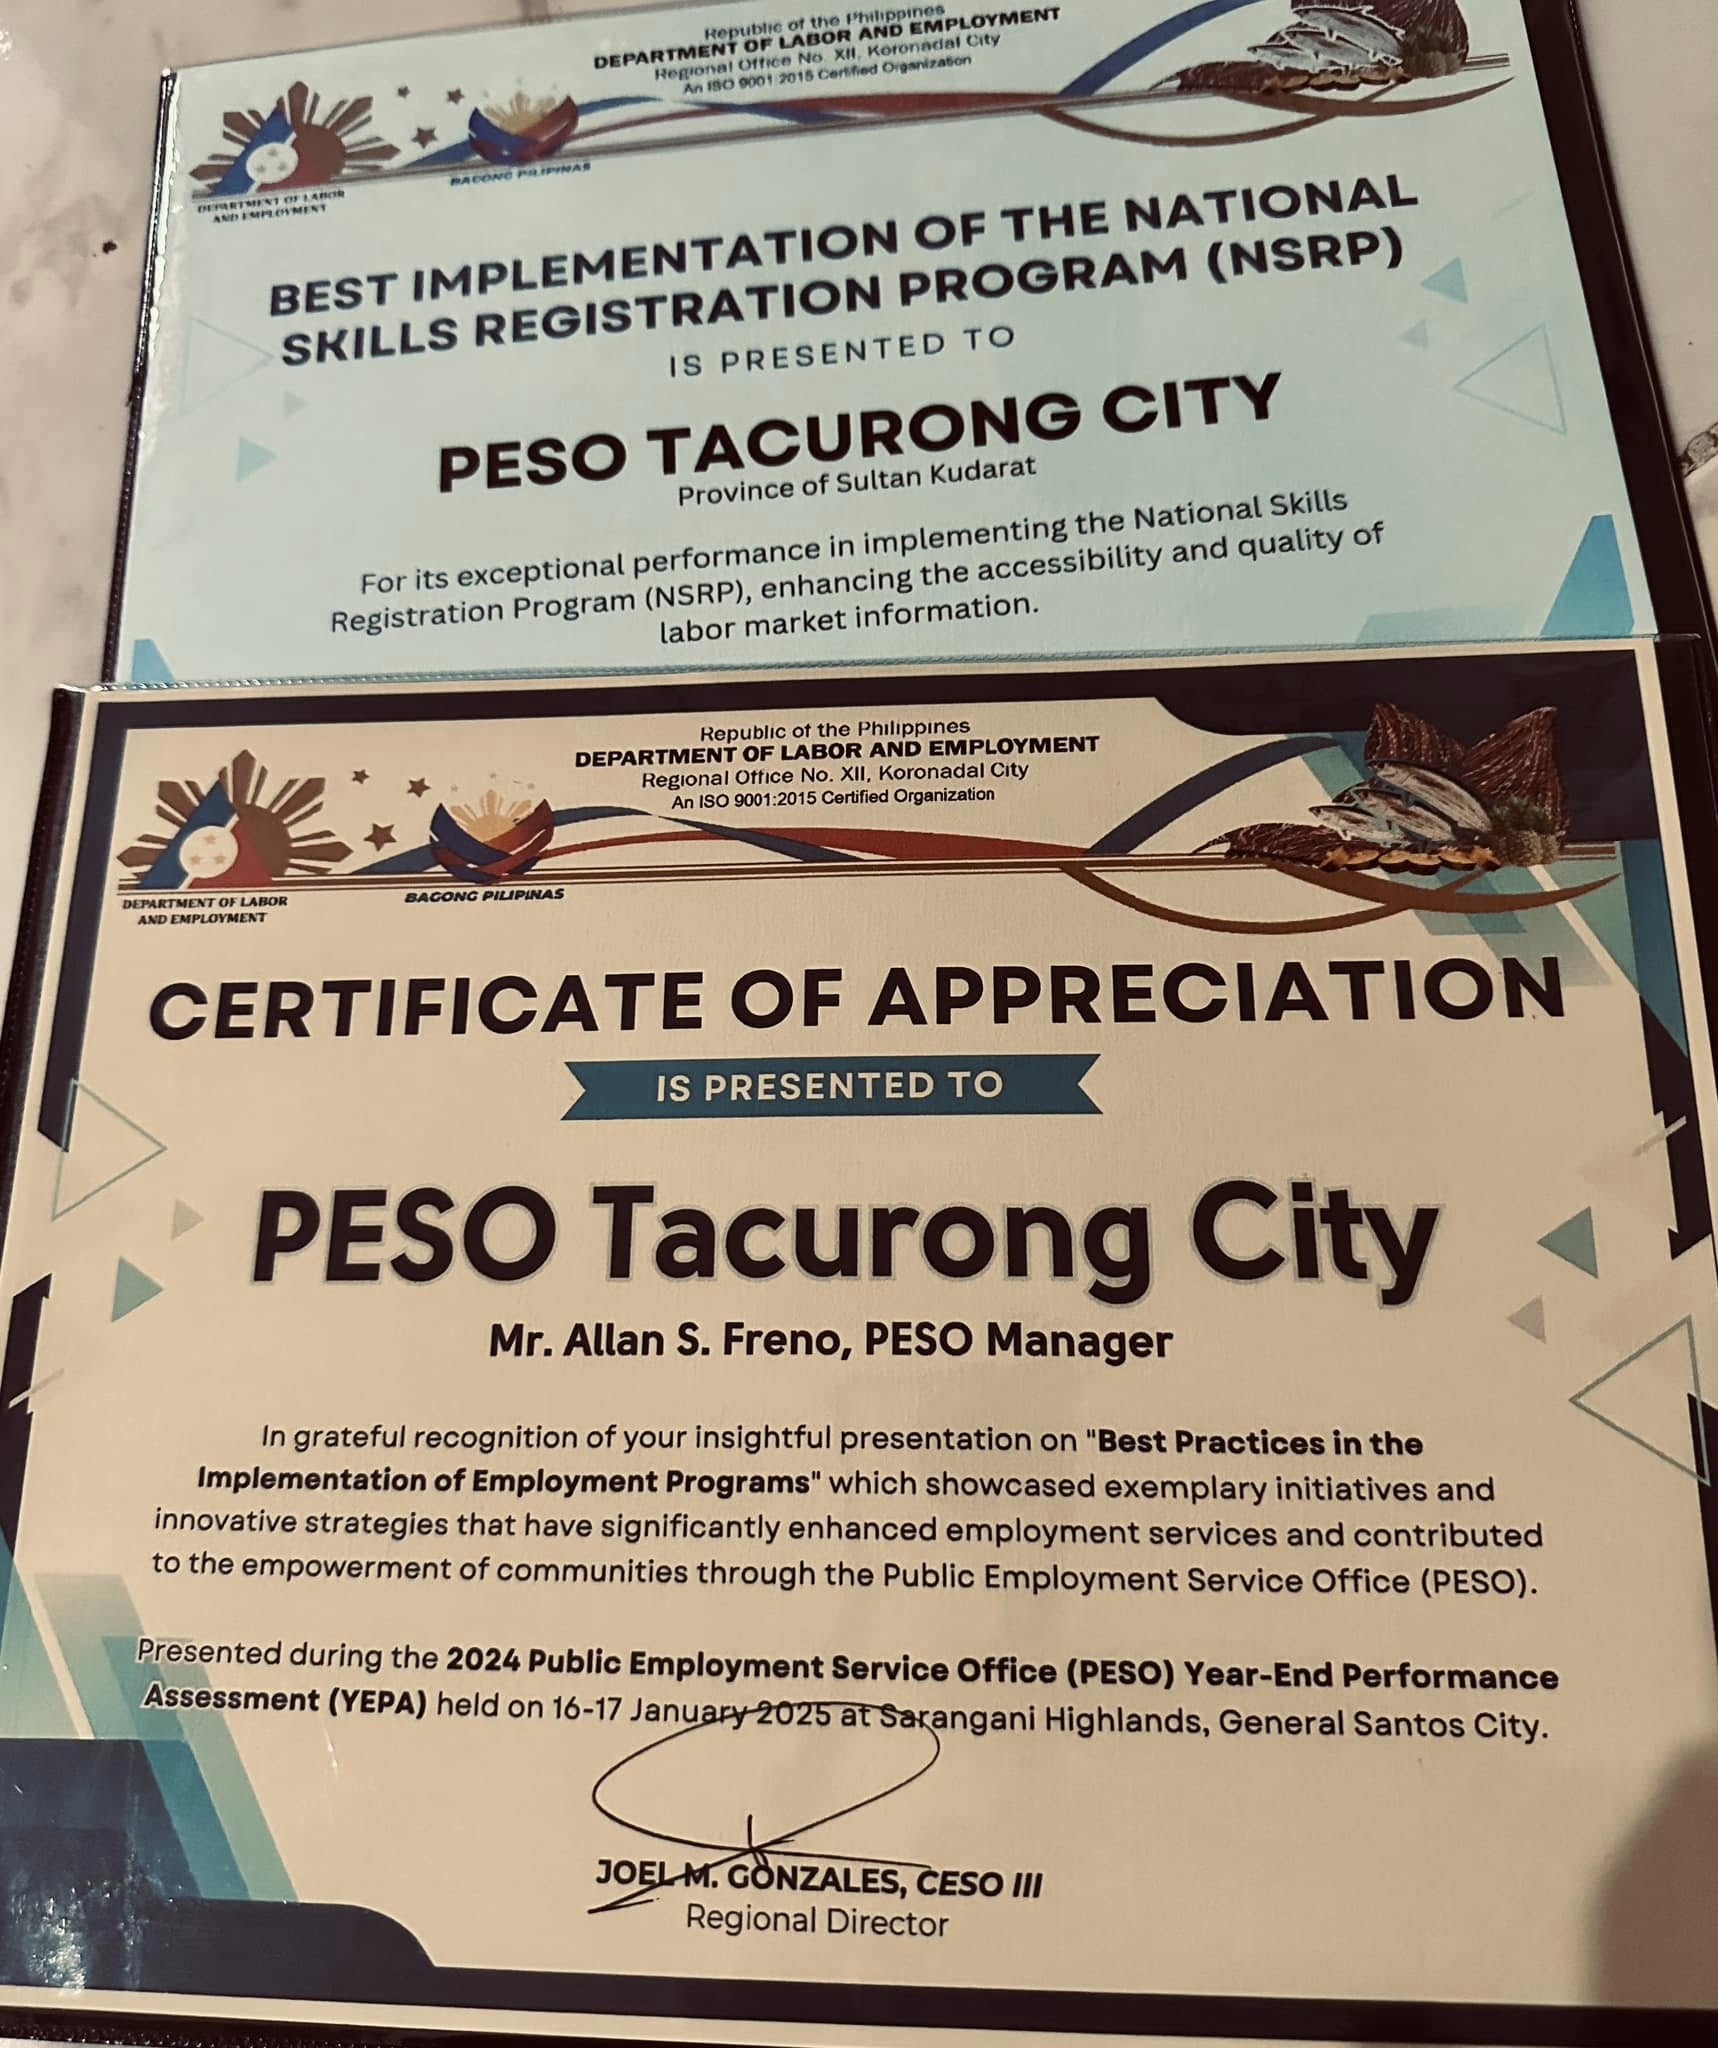 Republic of the Philippines
DEPARTMENT OF LABOR AND EMPLOYMENT
Regional Office No. XII, Koronadal City
An ISO 9001:2015 Certified Organization
DEPARTMENT OF LABOR
AND EMPLOYMENT
BAGONG PILIPINAS
BEST IMPLEMENTATION OF THE NATIONAL
SKILLS REGISTRATION PROGRAM (NSRP)
IS PRESENTED TO
PESO TACURONG CITY
Province of Sultan Kudarat
For its exceptional performance in implementing the National Skills
Registration Program (NSRP), enhancing the accessibility and quality of
labor market information.
Republic of the Philippines
DEPARTMENT OF LABOR AND EMPLOYMENT
Regional Office No. XII, Koronadal City
An ISO 9001:2015 Certified Organization
DEPARTMENT OF LABOR
AND EMPLOYMENT
BAGONG PILIPINAS
CERTIFICATE OF APPRECIATION
IS PRESENTED TO
PESO Tacurong City
Mr. Allan S. Freno, PESO Manager
In grateful recognition of your insightful presentation on "Best Practices in the
Implementation of Employment Programs" which showcased exemplary initiatives and
innovative strategies that have significantly enhanced employment services and contributed
to the empowerment of communities through the Public Employment Service Office (PESO).
Presented during the 2024 Public Employment Service Office (PESO) Year-End Performance
Assessment (YEPA) held on 16-17 January 2025 at Sarangani Highlands, General Santos City.
JOEL M. GONZALES, CESO III
Regional Director